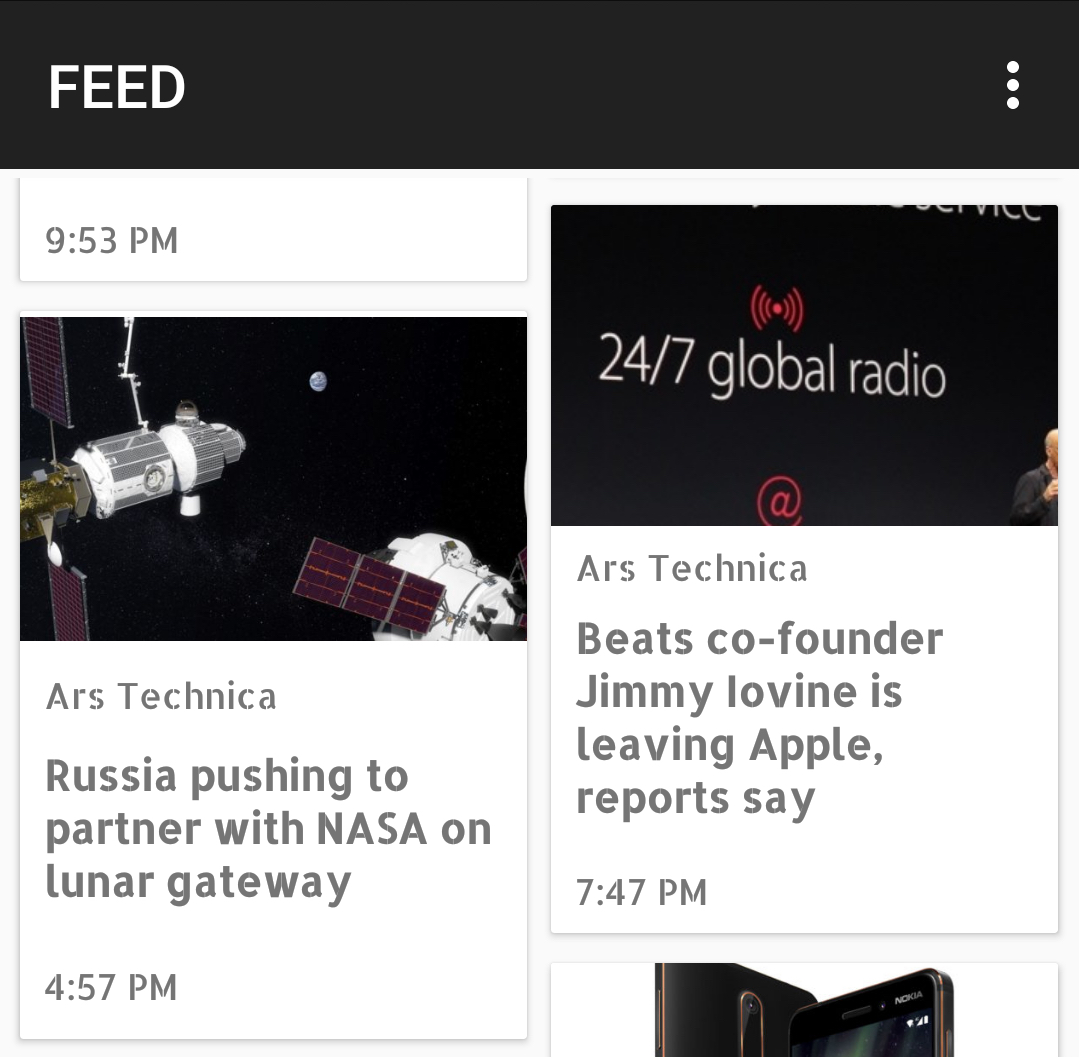 FEED
9:53 PM
Ars Technica
Russia pushing to
partner with NASA on
lunar gateway
4:57 PM
service
24/7 global radio
@
Ars Technica
Beats co-founder
Jimmy Iovine is
leaving Apple,
reports say
7:47 PM
NOKIA